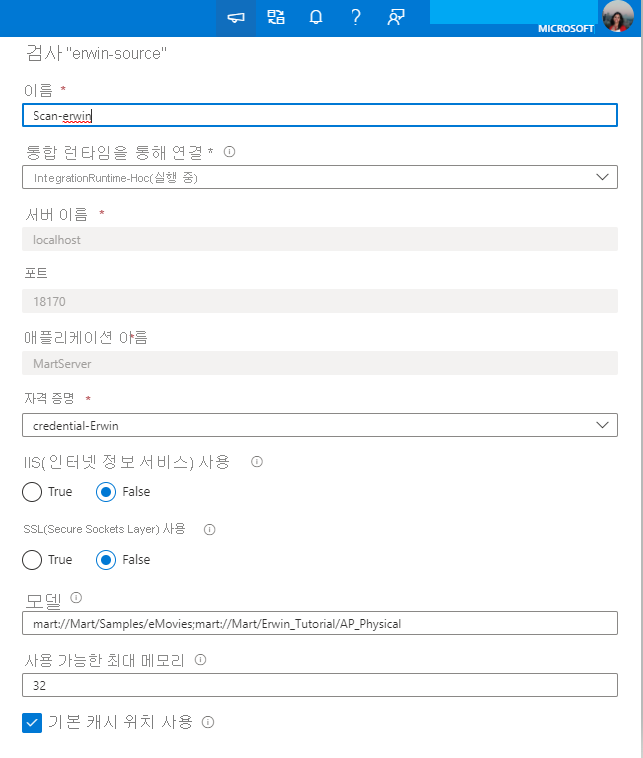 MICROSOFT
검사 "erwin-source"
이름 *
Scan-erwin
통합 런타임을 통해 연결 *
IntegrationRuntime-Hoc(실행 중)
서버 이름 *
localhost
포트
18170
애플리케이션 이름
MartServer
자격 증명 *
credential-Erwin
IIS(인터넷 정보 서비스) 사용
True False
SSL(Secure Sockets Layer) 사용
True False
모델
mart://Mart/Samples/eMovies;mart://Mart/Erwin_Tutorial/AP_Physical
사용 가능한 최대 메모리
32
기본 캐시 위치 사용